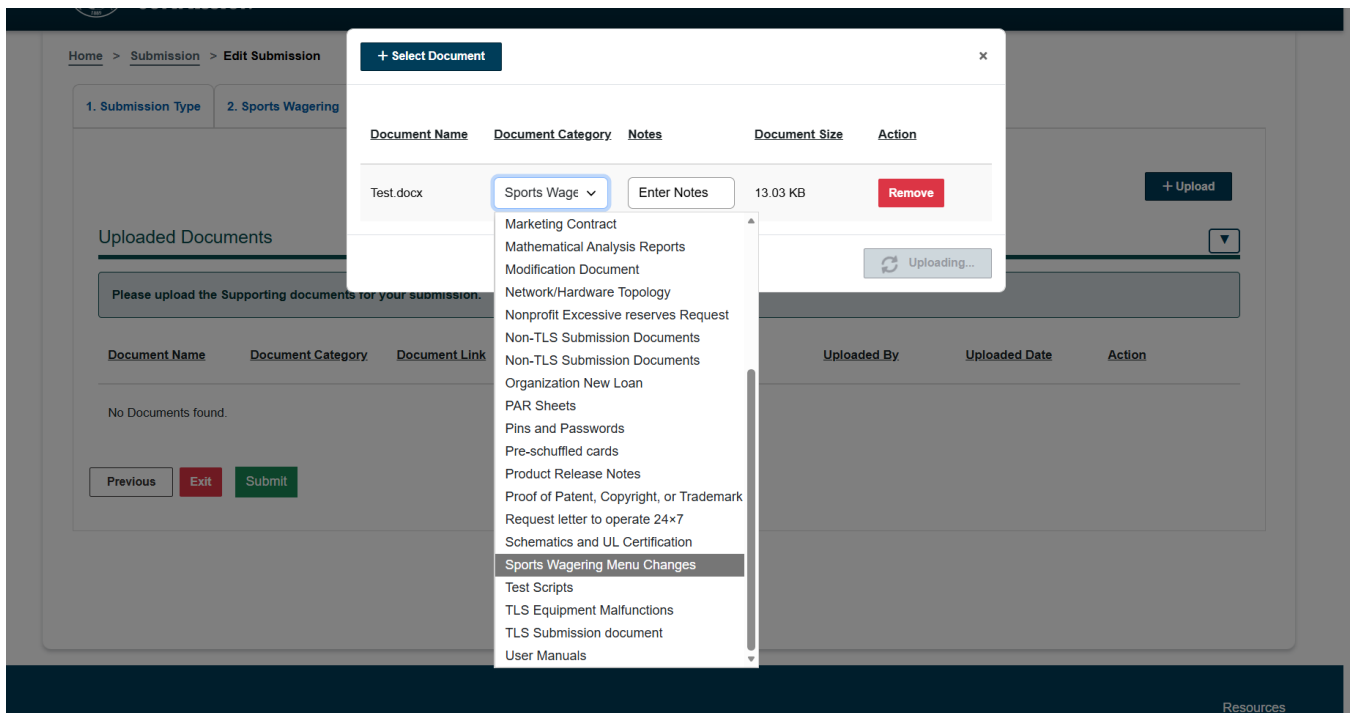 + Select Document
×
Home > Submission > Edit Submission
1. Submission Type
2. Sports Wagering
Document Name Document Category Notes Document Size Action
Test.docx Sports Wage Enter Notes 13.03 KB Remove
+ Upload
Uploaded Documents
▼
Uploading...
Please upload the Supporting documents for your submission.
Document Name Document Category Document Link Uploaded By Uploaded Date Action
No Documents found.
Previous Exit Submit
Marketing Contract
Mathematical Analysis Reports
Modification Document
Network/Hardware Topology
Nonprofit Excessive reserves Request
Non-TLS Submission Documents
Non-TLS Submission Documents
Organization New Loan
PAR Sheets
Pins and Passwords
Pre-schuffled cards
Product Release Notes
Proof of Patent, Copyright, or Trademark
Request letter to operate 24×7
Schematics and UL Certification
Sports Wagering Menu Changes
Test Scripts
TLS Equipment Malfunctions
TLS Submission document
User Manuals
Resources